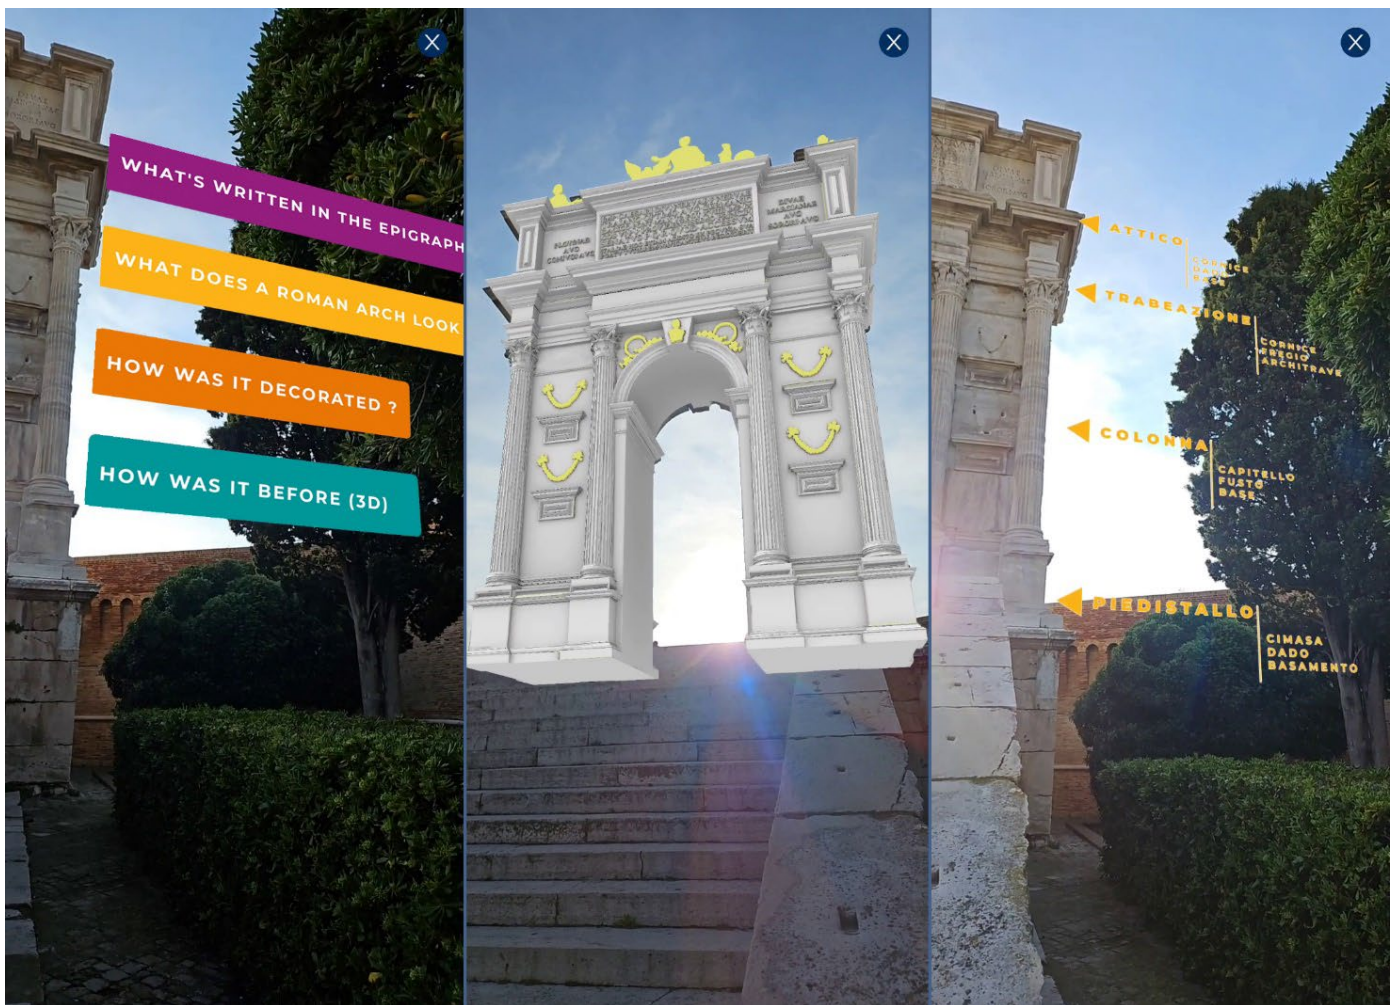 WHAT'S WRITTEN IN THE EPIGRAPH
WHAT DOES A ROMAN ARCH LOOK
HOW WAS IT DECORATED ?
HOW WAS IT BEFORE (3D)
PLOTINAE
AVG
CONIVGI AVG
DIVAE
MARCIANAE
AVG
SORORI AVG
ATTICO
CORNICE
DADO
BASE
TRABEAZIONE
CORNICE
FREGIO
ARCHITRAVE
COLONNA
CAPITELLO
FUSTO
BASE
PIEDISTALLO
CIMASA
DADO
BASAMENTO